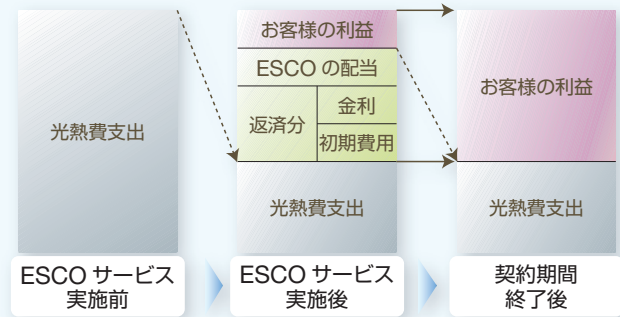 光熱費支出
お客様の利益
ESCO の配当
返済分
金利
初期費用
光熱費支出
お客様の利益
光熱費支出
ESCO サービス
実施前
ESCO サービス
実施後
契約期間
終了後